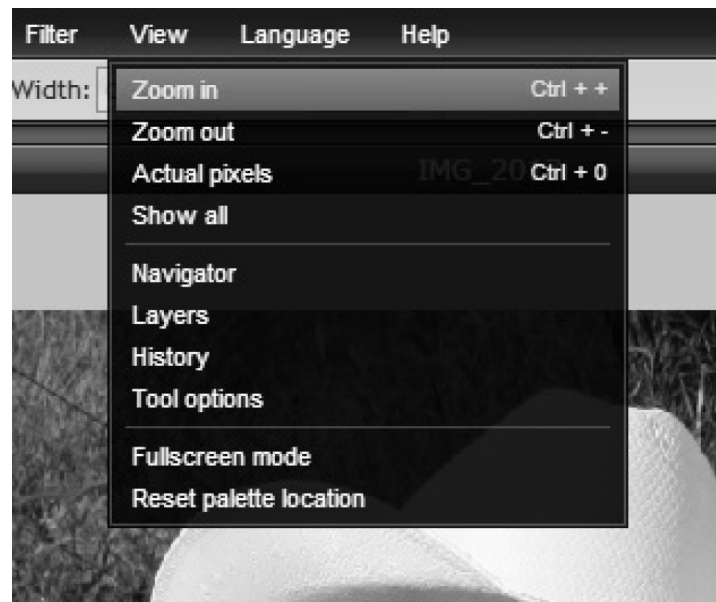 Filter View Language Help
Width:
Zoom in Ctrl + +
Zoom out Ctrl + -
Actual pixels Ctrl + 0
IMG_20
Show all
Navigator
Layers
History
Tool options
Fullscreen mode
Reset palette location